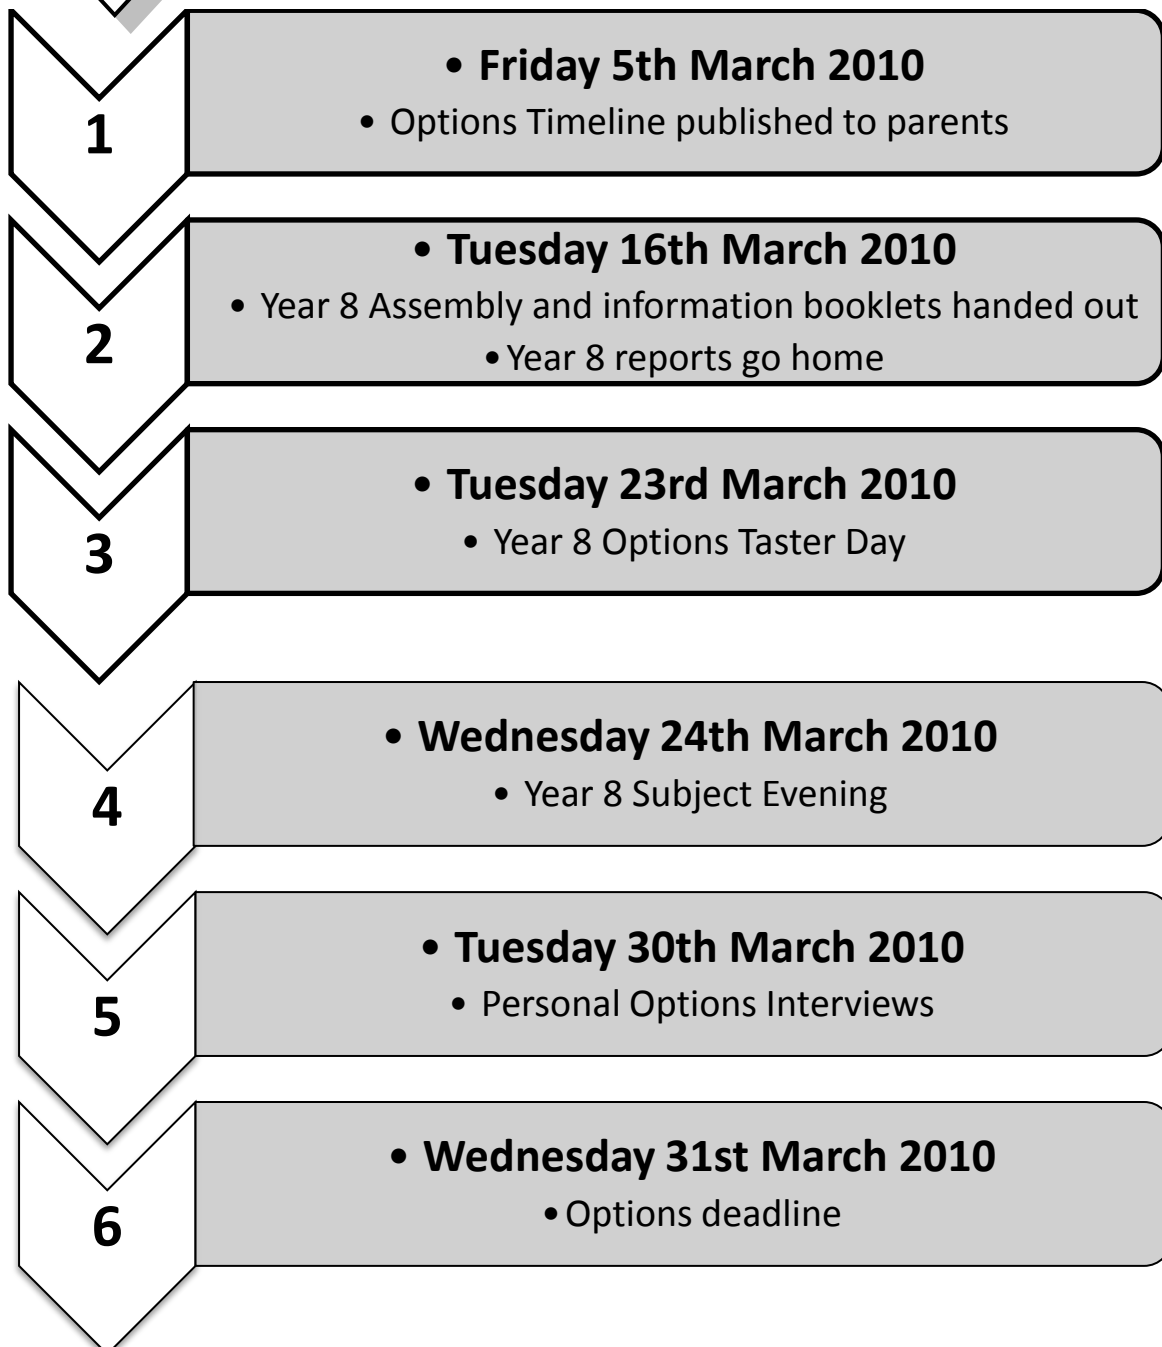 1
• Friday 5th March 2010
• Options Timeline published to parents
2
• Tuesday 16th March 2010
• Year 8 Assembly and information booklets handed out
• Year 8 reports go home
3
• Tuesday 23rd March 2010
• Year 8 Options Taster Day
4
• Wednesday 24th March 2010
• Year 8 Subject Evening
5
• Tuesday 30th March 2010
• Personal Options Interviews
6
• Wednesday 31st March 2010
• Options deadline